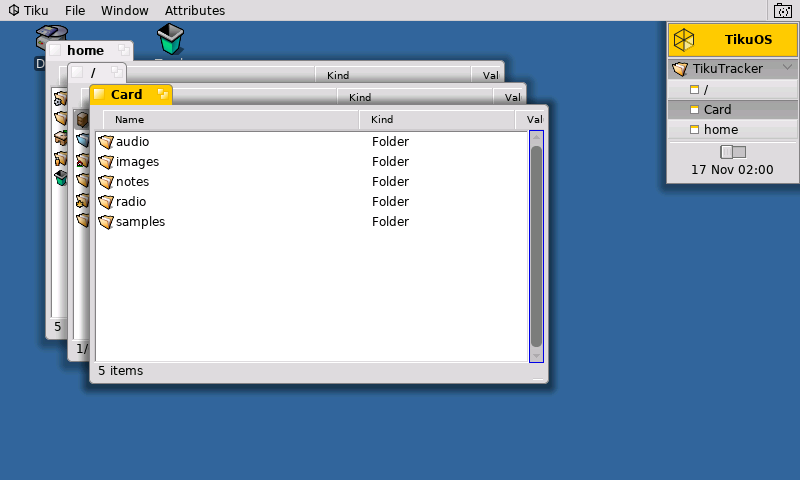 Tiku File Window Attributes
home
/
Kind Val
Card
Kind Val
Name Kind Val
audio Folder
images Folder
notes Folder
radio Folder
samples Folder
5 items
5
1/
D
TikuOS
TikuTracker
/
Card
home
17 Nov 02:00